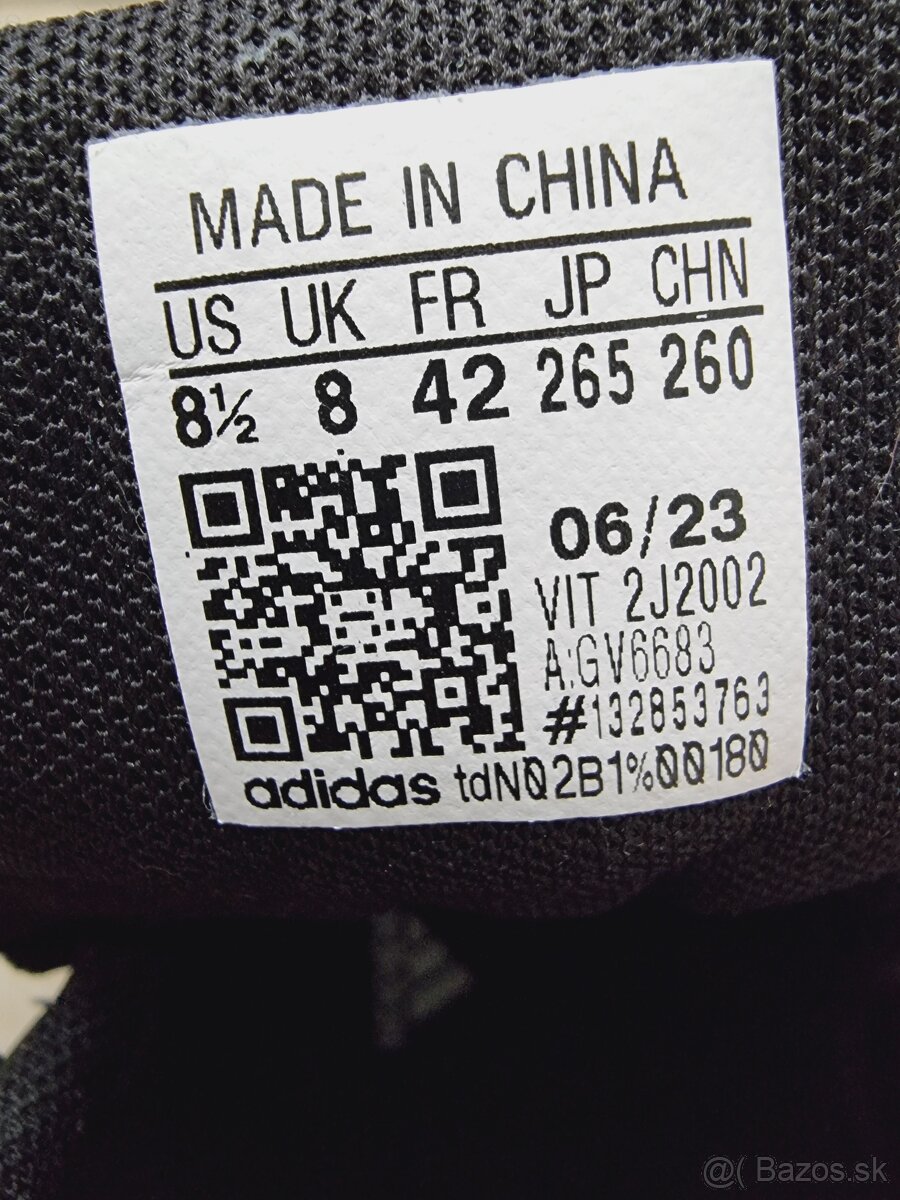 MADE IN CHINA
US UK FR JP CHN
8½ 8 42 265 260
06/23
VIT 2J2002
A:GV6683
#132853763
adidas tdN02B1%00180
@( Bazos.sk